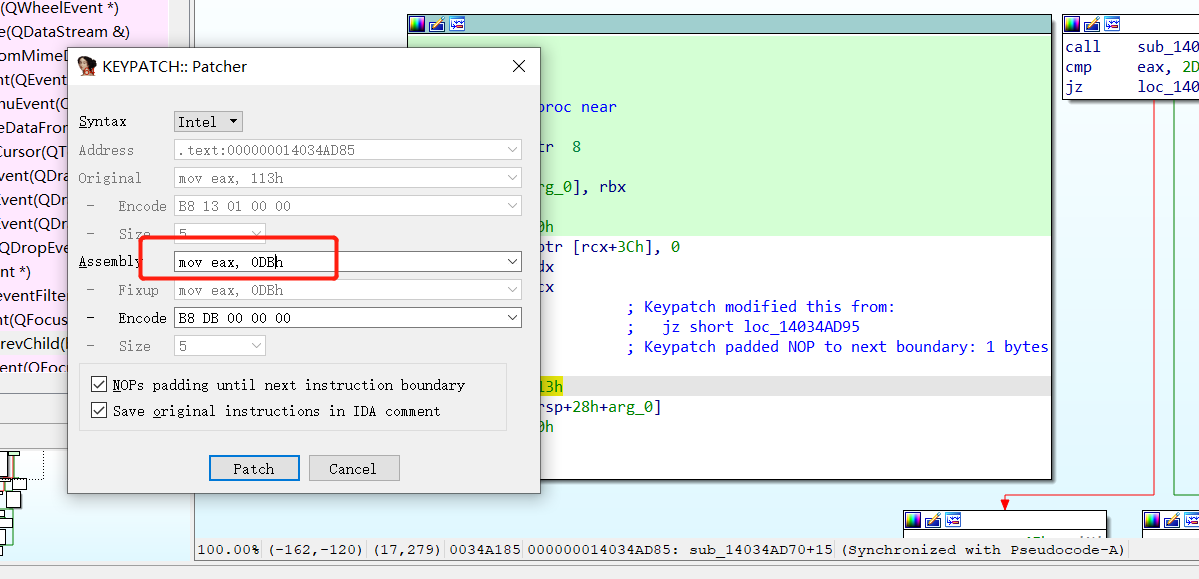 (QWheelEvent *)
e(QDataStream &)
nt(QEvent
nuEvent(Q
eDataFror
Cursor(QT
vent(QDra
Event(QDr
Event(QDr
QDropEve
nt *)
eventFilte
nt(QFocus
revChild(
ent(QFoc
KEYPATCH:: Patcher
Syntax Intel
Address .text:000000014034AD85
Original mov eax, 113h
- Encode B8 13 01 00 00
- Size 5
Assembly mov eax, 0DBh
- Fixup mov eax, 0DBh
- Encode B8 DB 00 00 00
- Size 5
NOPs padding until next instruction boundary
Save original instructions in IDA comment
Patch Cancel
proc near
tr 8
rg_0], rbx
0h
ptr [rcx+3Ch], 0
dx
cx
; Keypatch modified this from:
; jz short loc_14034AD95
; Keypatch padded NOP to next boundary: 1 bytes
13h
rsp+28h+arg_0]
0h
call sub_1403
cmp eax, 2D
jz loc_140
100.00% (-162,-120) (17,279) 0034A185 000000014034AD85: sub_14034AD70+15 (Synchronized with Pseudocode-A)